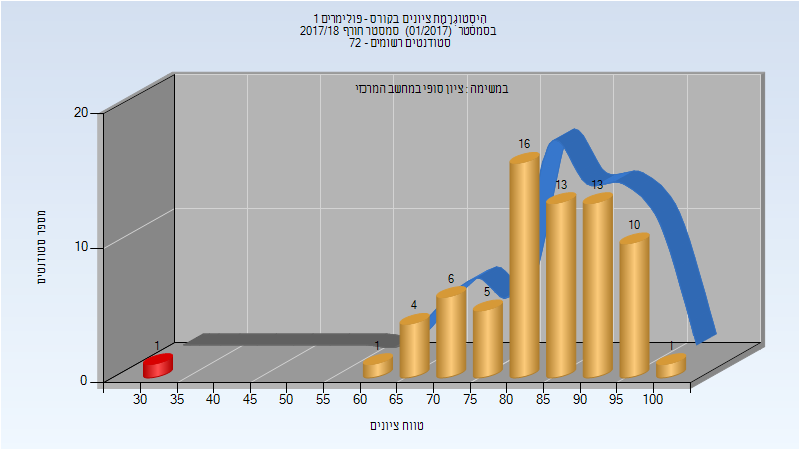 היסטוגרמת ציונים בקורס - פולימרים 1
בסמסטר (01/2017) סמסטר חורף 2017/18
סטודנטים רשומים - 72
במשימה : ציון סופי במחשב המרכזי
מספר סטודנטים
20
10
0
1
1
4
6
5
16
13
13
10
1
30 35 40 45 50 55 60 65 70 75 80 85 90 95 100
טווח ציונים